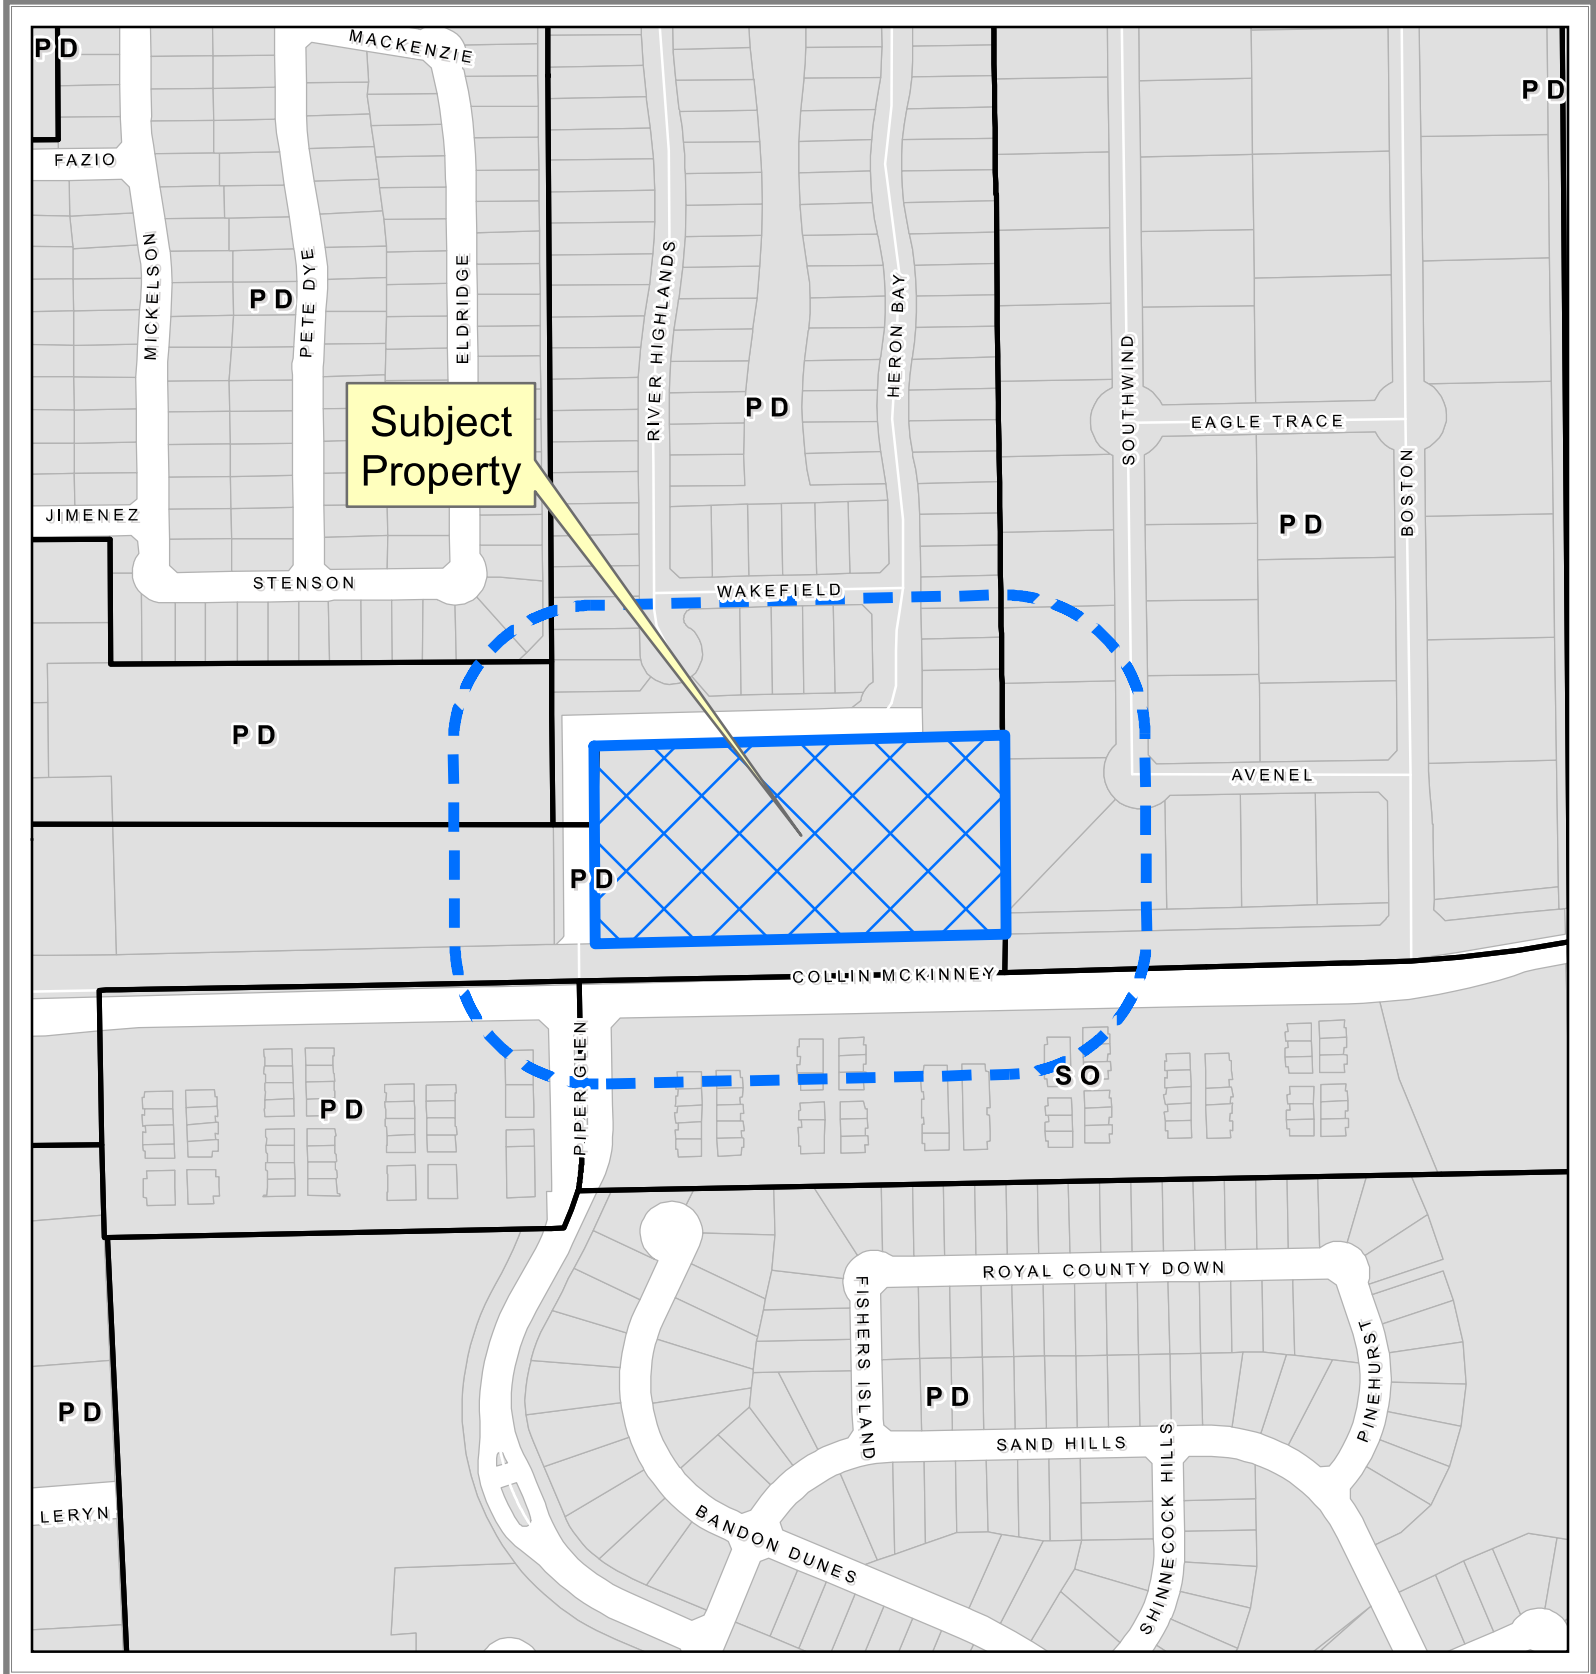 PD
MACKENZIE
PD
FAZIO
MICKELSON
PETE DYE
PD
ELDRIDGE
RIVER HIGHLANDS
HERON BAY
SOUTHWIND
Subject
Property
PD
EAGLE TRACE
BOSTON
PD
JIMENEZ
STENSON
WAKEFIELD
PD
AVENEL
PD
COLLIN MCKINNEY
PIPER GLEN
SO
PD
ROYAL COUNTY DOWN
FISHERS ISLAND
PINEHURST
PD
PD
SAND HILLS
SHINNECOCK HILLS
LERYN
BANDON DUNES